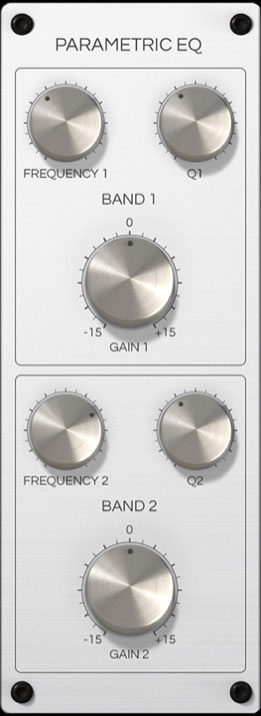 PARAMETRIC EQ
FREQUENCY 1 Q1
BAND 1
0
-15 +15
GAIN 1
FREQUENCY 2 Q2
BAND 2
0
-15 +15
GAIN 2